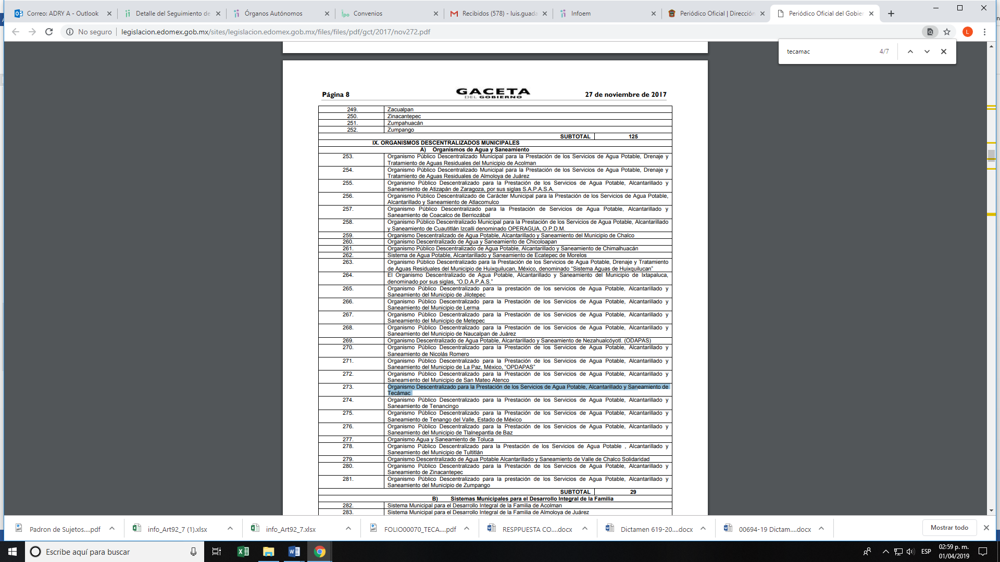 Correo: ADRY A - Outlook
Detalle del Seguimiento de
Órganos Autónomos
Convenios
Recibidos (578) - luis.guada
Infoem
Periódico Oficial | Dirección
Periódico Oficial del Gobier
No seguro
legislacion.edomex.gob.mx/sites/legislacion.edomex.gob.mx/files/files/pdf/gct/2017/nov272.pdf
L
tecamac 4/7
Página 8
GACETA
DEL GOBIERNO
27 de noviembre de 2017
249. Zacualpan
250. Zinacantepec
251. Zumpahuacán
252. Zumpango
SUBTOTAL 125
IX. ORGANISMOS DESCENTRALIZADOS MUNICIPALES
A) Organismos de Agua y Saneamiento
253. Organismo Público Descentralizado Municipal para la Prestación de los Servicios de Agua Potable, Drenaje y
Tratamiento de Aguas Residuales del Municipio de Acolman
254. Organismo Público Descentralizado Municipal para la Prestación de los Servicios de Agua Potable, Drenaje y
Tratamiento de Aguas Residuales de Almoloya de Juárez
255. Organismo Público Descentralizado para la Prestación de los Servicios de Agua Potable, Alcantarillado y
Saneamiento de Atizapán de Zaragoza, por sus siglas S.A.P.A.S.A.
256. Organismo Público Descentralizado de Carácter Municipal para la Prestación de los Servicios de Agua Potable,
Alcantarillado y Saneamiento de Atlacomulco
257. Organismo Público Descentralizado para la Prestación de Servicios de Agua Potable, Alcantarillado y
Saneamiento de Coacalco de Berriozábal
258. Organismo Público Descentralizado Municipal para la Prestación de los Servicios de Agua Potable, Alcantarillado
y Saneamiento de Cuautitlán Izcalli denominado OPERAGUA, O.P.D.M.
259. Organismo Descentralizado de Agua Potable, Alcantarillado y Saneamiento del Municipio de Chalco
260. Organismo Descentralizado de Agua y Saneamiento de Chicoloapan
261. Organismo Público Descentralizado de Agua Potable, Alcantarillado y Saneamiento de Chimalhuacán
262. Sistema de Agua Potable, Alcantarillado y Saneamiento de Ecatepec de Morelos
263. Organismo Público Descentralizado para la Prestación de los Servicios de Agua Potable, Drenaje y Tratamiento
de Aguas Residuales del Municipio de Huixquilucan, México, denominado "Sistema Aguas de Huixquilucan"
264. El Organismo Descentralizado de Agua Potable, Alcantarillado y Saneamiento del Municipio de Ixtapaluca,
denominado por sus siglas, "O.D.A.P.A.S."
265. Organismo Público Descentralizado para la prestación de los servicios de Agua Potable, Alcantarillado y
Saneamiento del Municipio de Jilotepec
266. Organismo Público Descentralizado para la Prestación de los Servicios de Agua Potable, Alcantarillado y
Saneamiento del Municipio de Lerma
267. Organismo Público Descentralizado para la Prestación de los Servicios de Agua Potable, Alcantarillado y
Saneamiento del Municipio de Metepec
268. Organismo Público Descentralizado para la Prestación de los Servicios de Agua Potable, Alcantarillado y
Saneamiento del Municipio de Naucalpan de Juárez
269. Organismo Descentralizado de Agua Potable, Alcantarillado y Saneamiento de Nezahualcóyotl. (ODAPAS)
270. Organismo Público Descentralizado para la Prestación de los Servicios de Agua Potable, Alcantarillado y
Saneamiento de Nicolás Romero
271. Organismo Público Descentralizado para la Prestación de los Servicios de Agua Potable, Alcantarillado y
Saneamiento del Municipio de La Paz, México, "OPDAPAS"
272. Organismo Público Descentralizado para la Prestación de los Servicios de Agua Potable, Alcantarillado y
Saneamiento del Municipio de San Mateo Atenco
273. Organismo Descentralizado para la Prestación de los Servicios de Agua Potable, Alcantarillado y Saneamiento de
Tecámac
274. Organismo Público Descentralizado para la Prestación de los Servicios de Agua Potable, Alcantarillado y
Saneamiento de Tenancingo
275. Organismo Público Descentralizado para la Prestación de los Servicios de Agua Potable, Alcantarillado y
Saneamiento de Tenango del Valle, Estado de México
276. Organismo Público Descentralizado para la Prestación de los Servicios de Agua Potable, Alcantarillado y
Saneamiento del Municipio de Tlalnepantla de Baz
277. Organismo Agua y Saneamiento de Toluca
278. Organismo Público Descentralizado para la Prestación de los Servicios de Agua Potable , Alcantarillado y
Saneamiento del Municipio de Tultitlán
279. Organismo Descentralizado de Agua Potable Alcantarillado y Saneamiento de Valle de Chalco Solidaridad
280. Organismo Público Descentralizado para la Prestación de los Servicios de Agua Potable, Alcantarillado y
Saneamiento de Zinacantepec
281. Organismo Público Descentralizado para la prestación de los Servicios de Agua Potable, Alcantarillado y
Saneamiento del Municipio de Zumpango
SUBTOTAL 29
B) Sistemas Municipales para el Desarrollo Integral de la Familia
282. Sistema Municipal para el Desarrollo Integral de la Familia de Acolman
283. Sistema Municipal para el Desarrollo Integral de la Familia de Almoloya de Juárez
Padron de Sujetos....pdf
info_Art92_7 (1).xlsx
info_Art92_7.xlsx
FOLIO00070_TECA....pdf
RESPPUESTA CO....docx
Dictamen 619-20....docx
00694-19 Dictam....docx
Mostrar todo
Escribe aquí para buscar
ESP
02:59 p. m.
01/04/2019